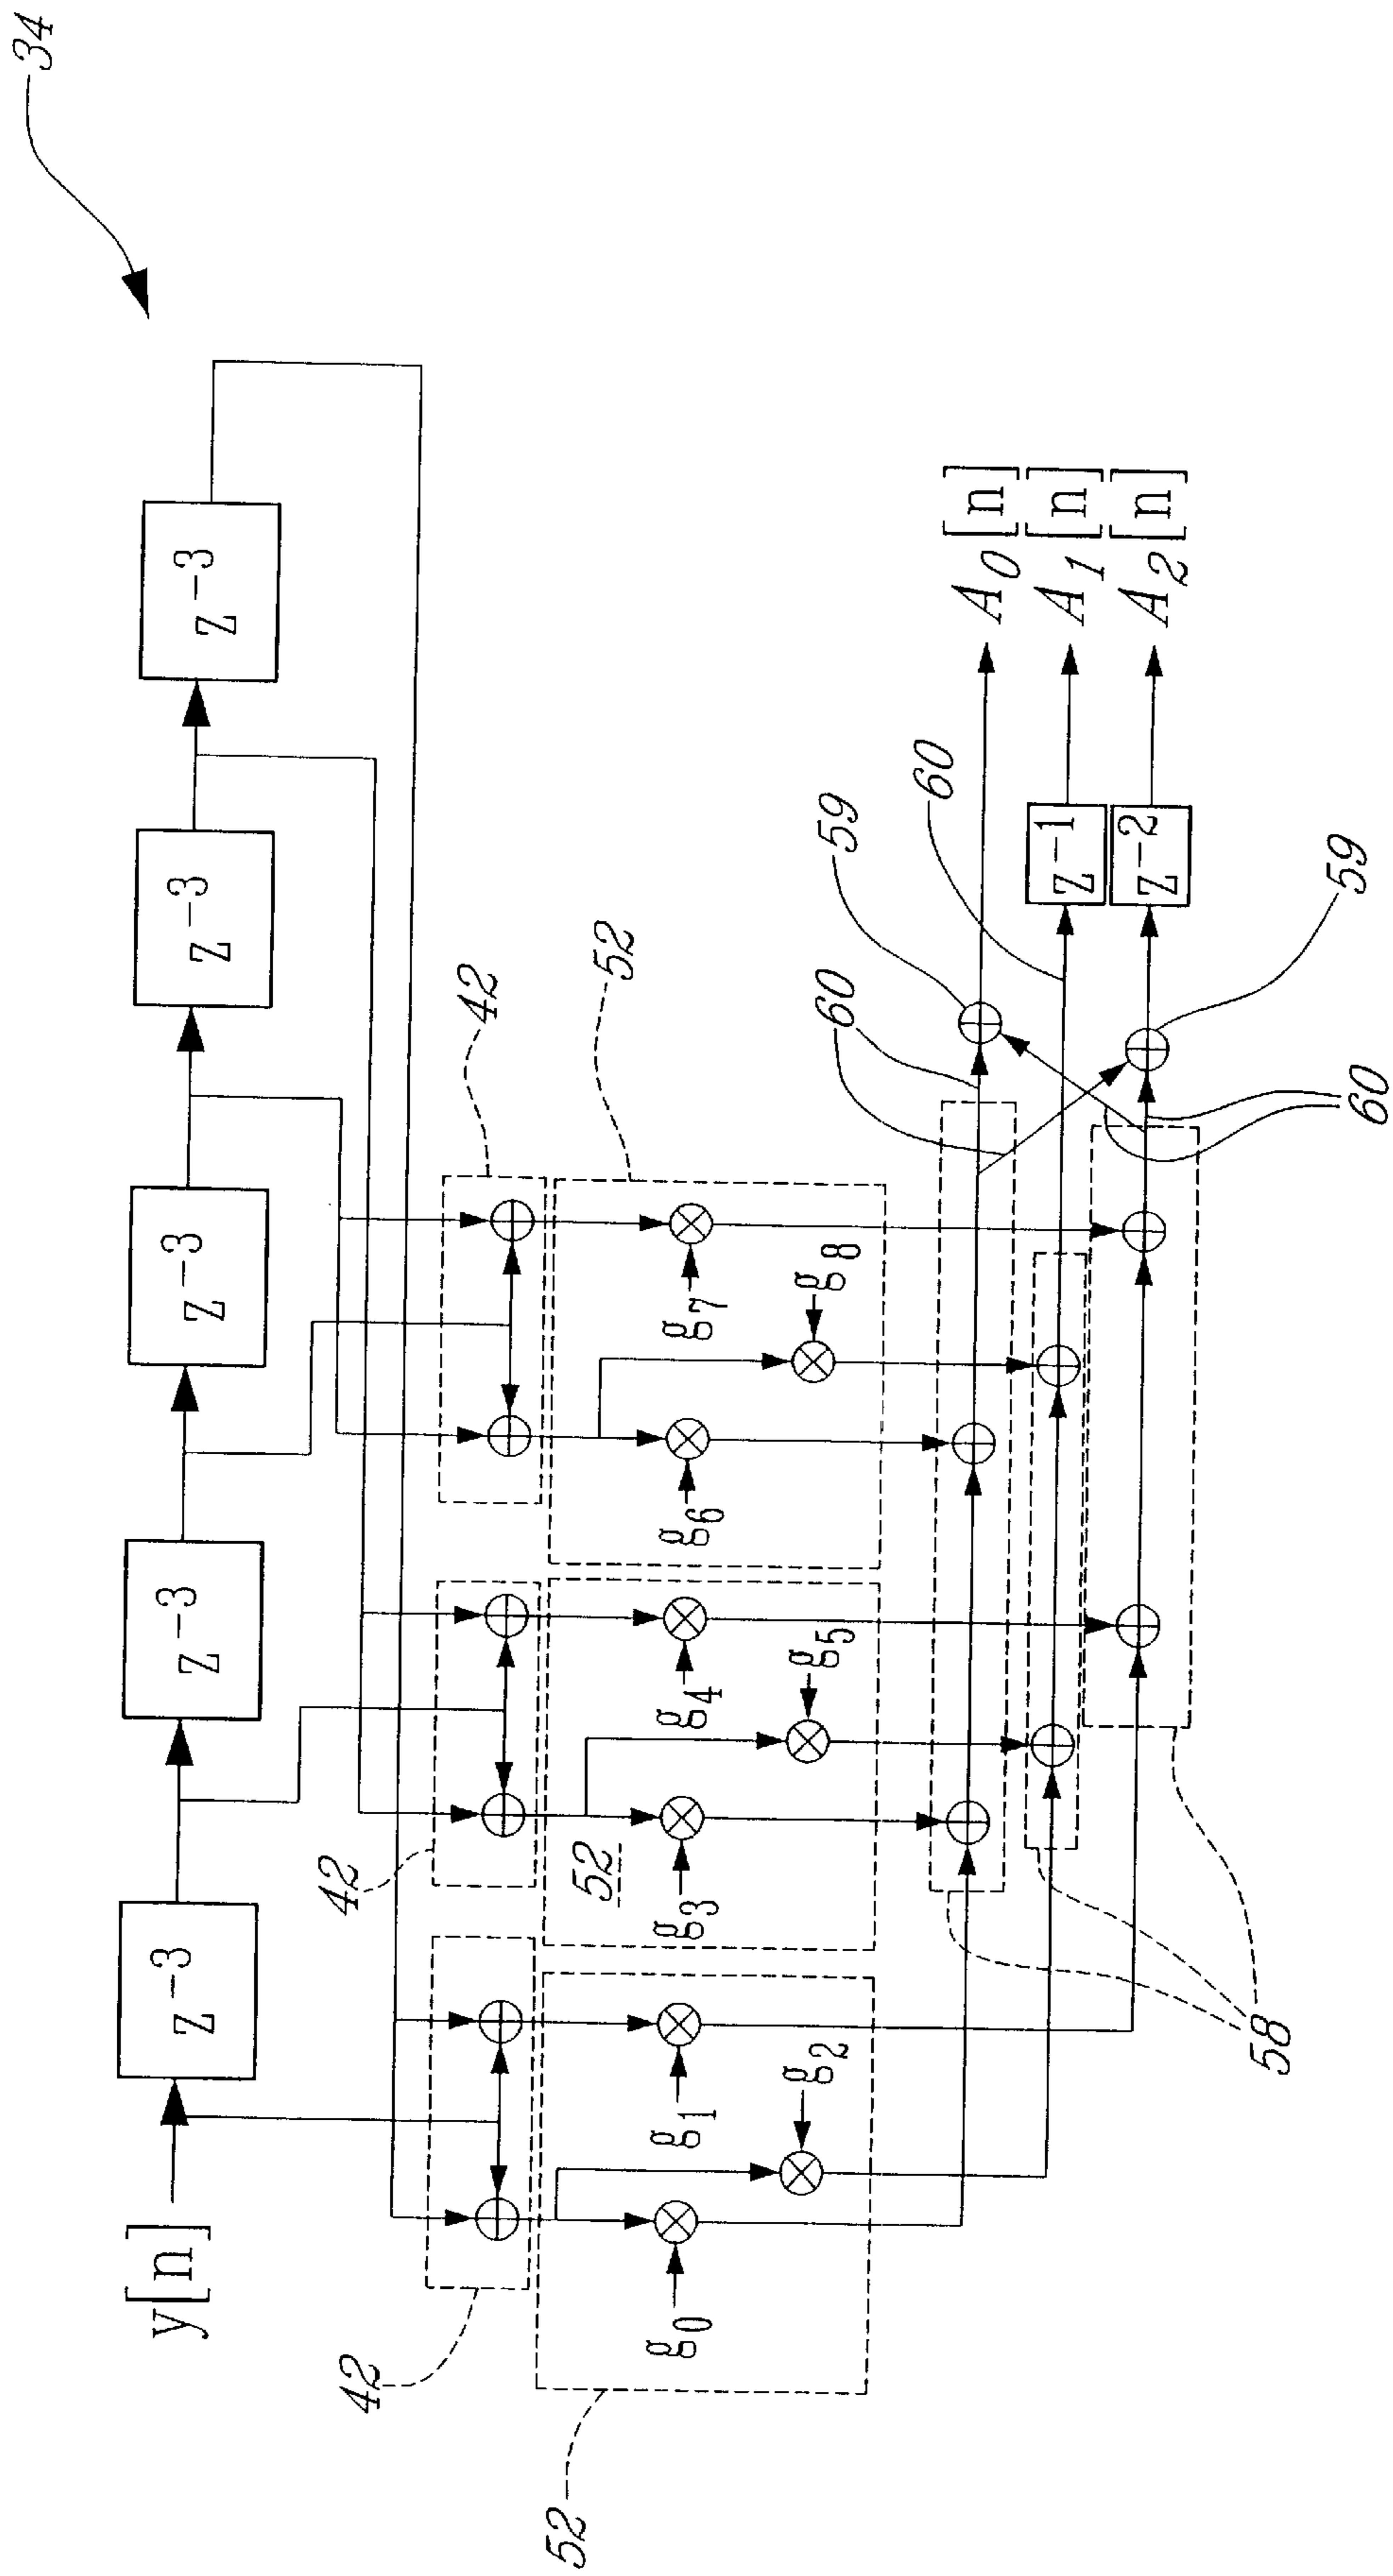 34
y[n]
z⁻³
z⁻³
z⁻³
z⁻³
z⁻³
42
42
42
52
52
52
g₀
g₁
g₂
g₃
g₄
g₅
g₆
g₇
g₈
58
59
59
60
60
60
z⁻¹
z⁻²
A₀[n]
A₁[n]
A₂[n]